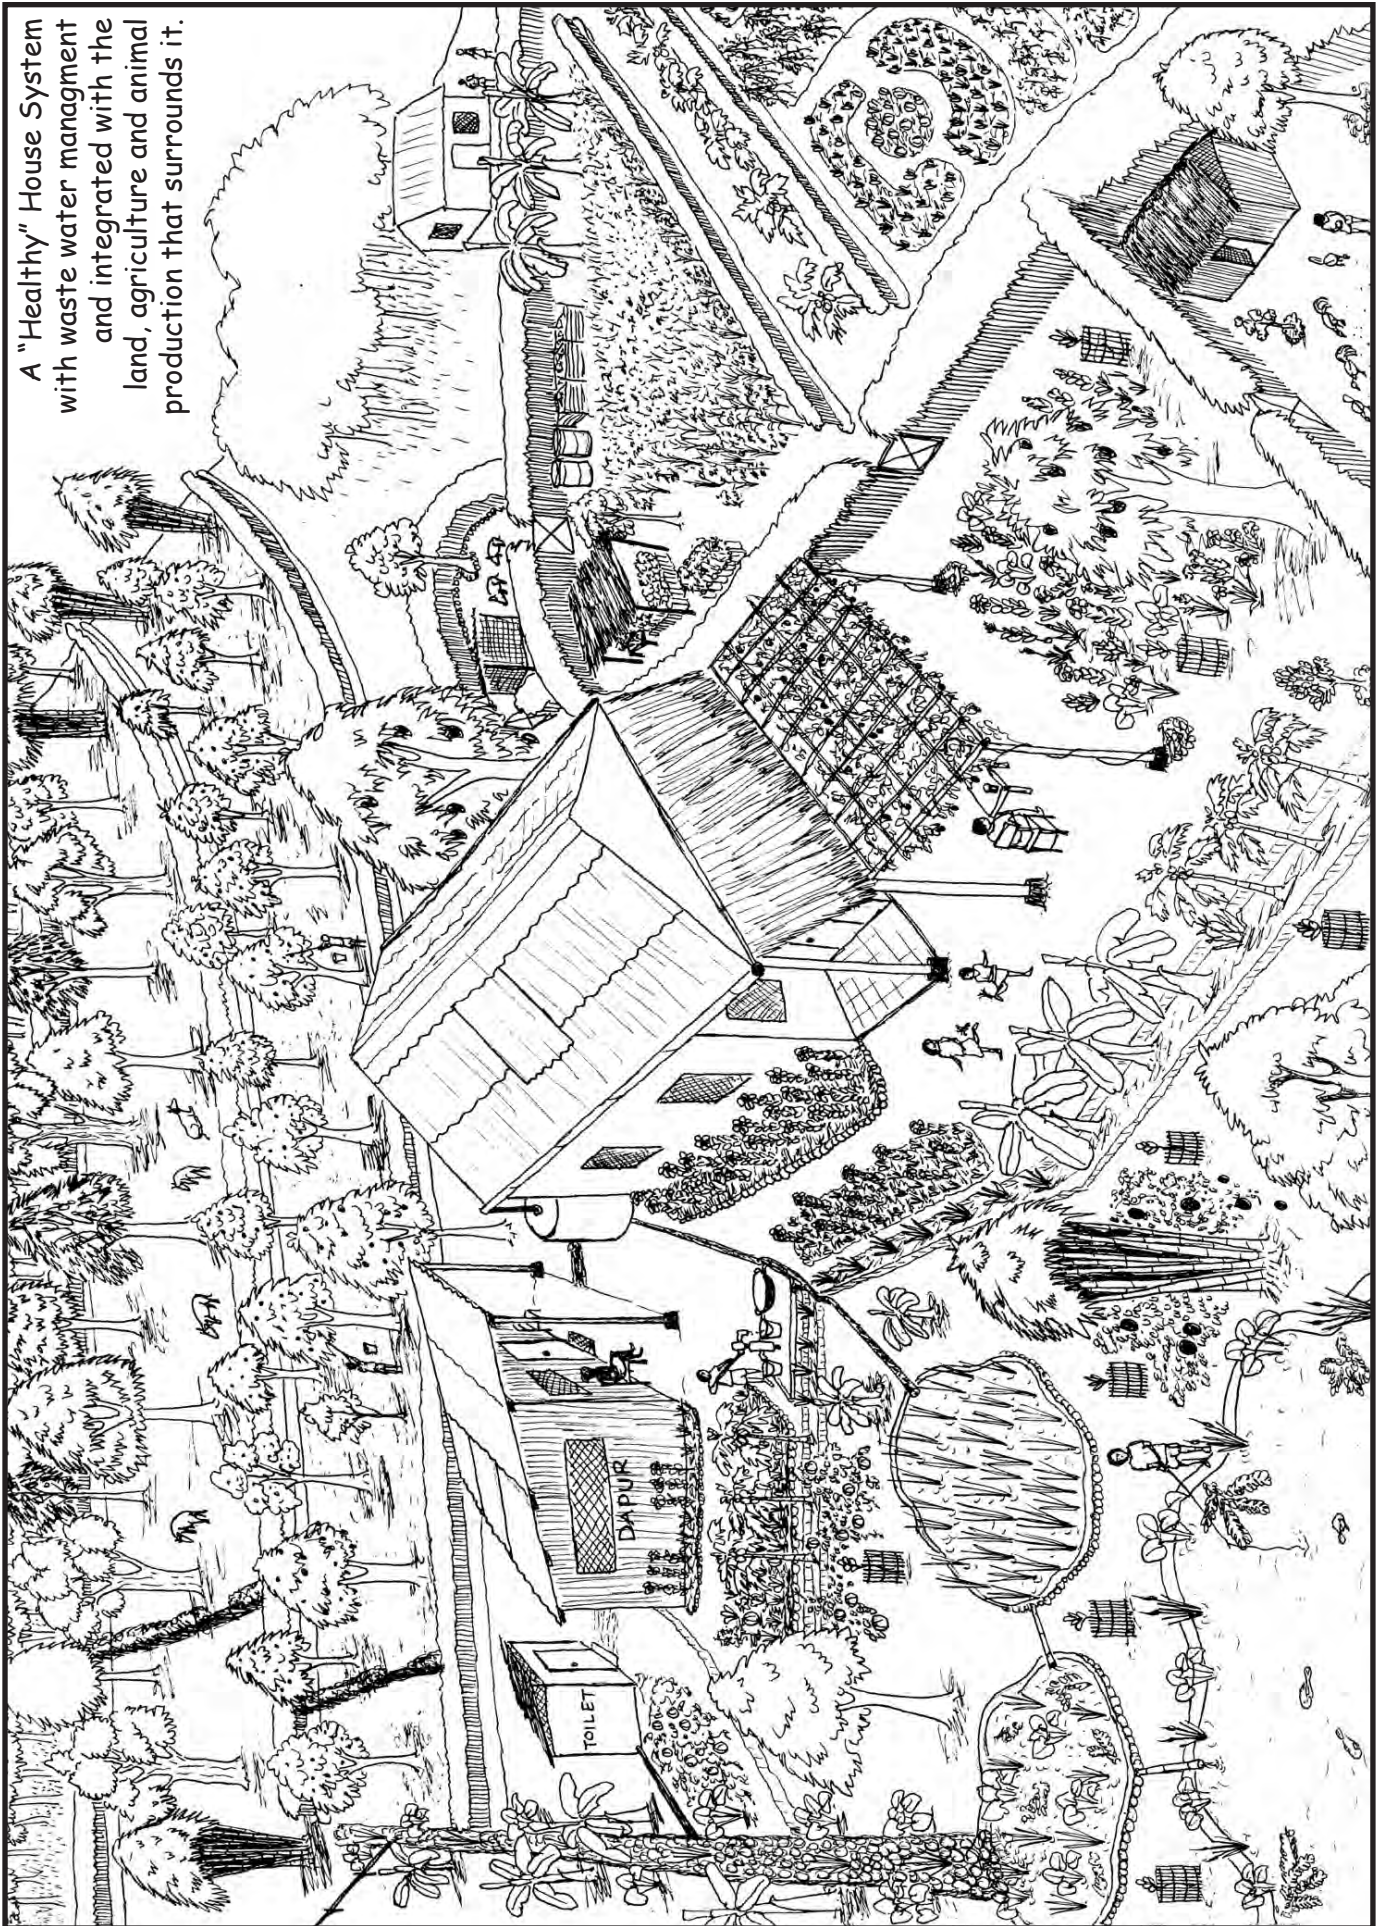 A "Healthy" House System
with waste water managment
and integrated with the
land, agriculture and animal
production that surrounds it.
DAPUR
TOILET